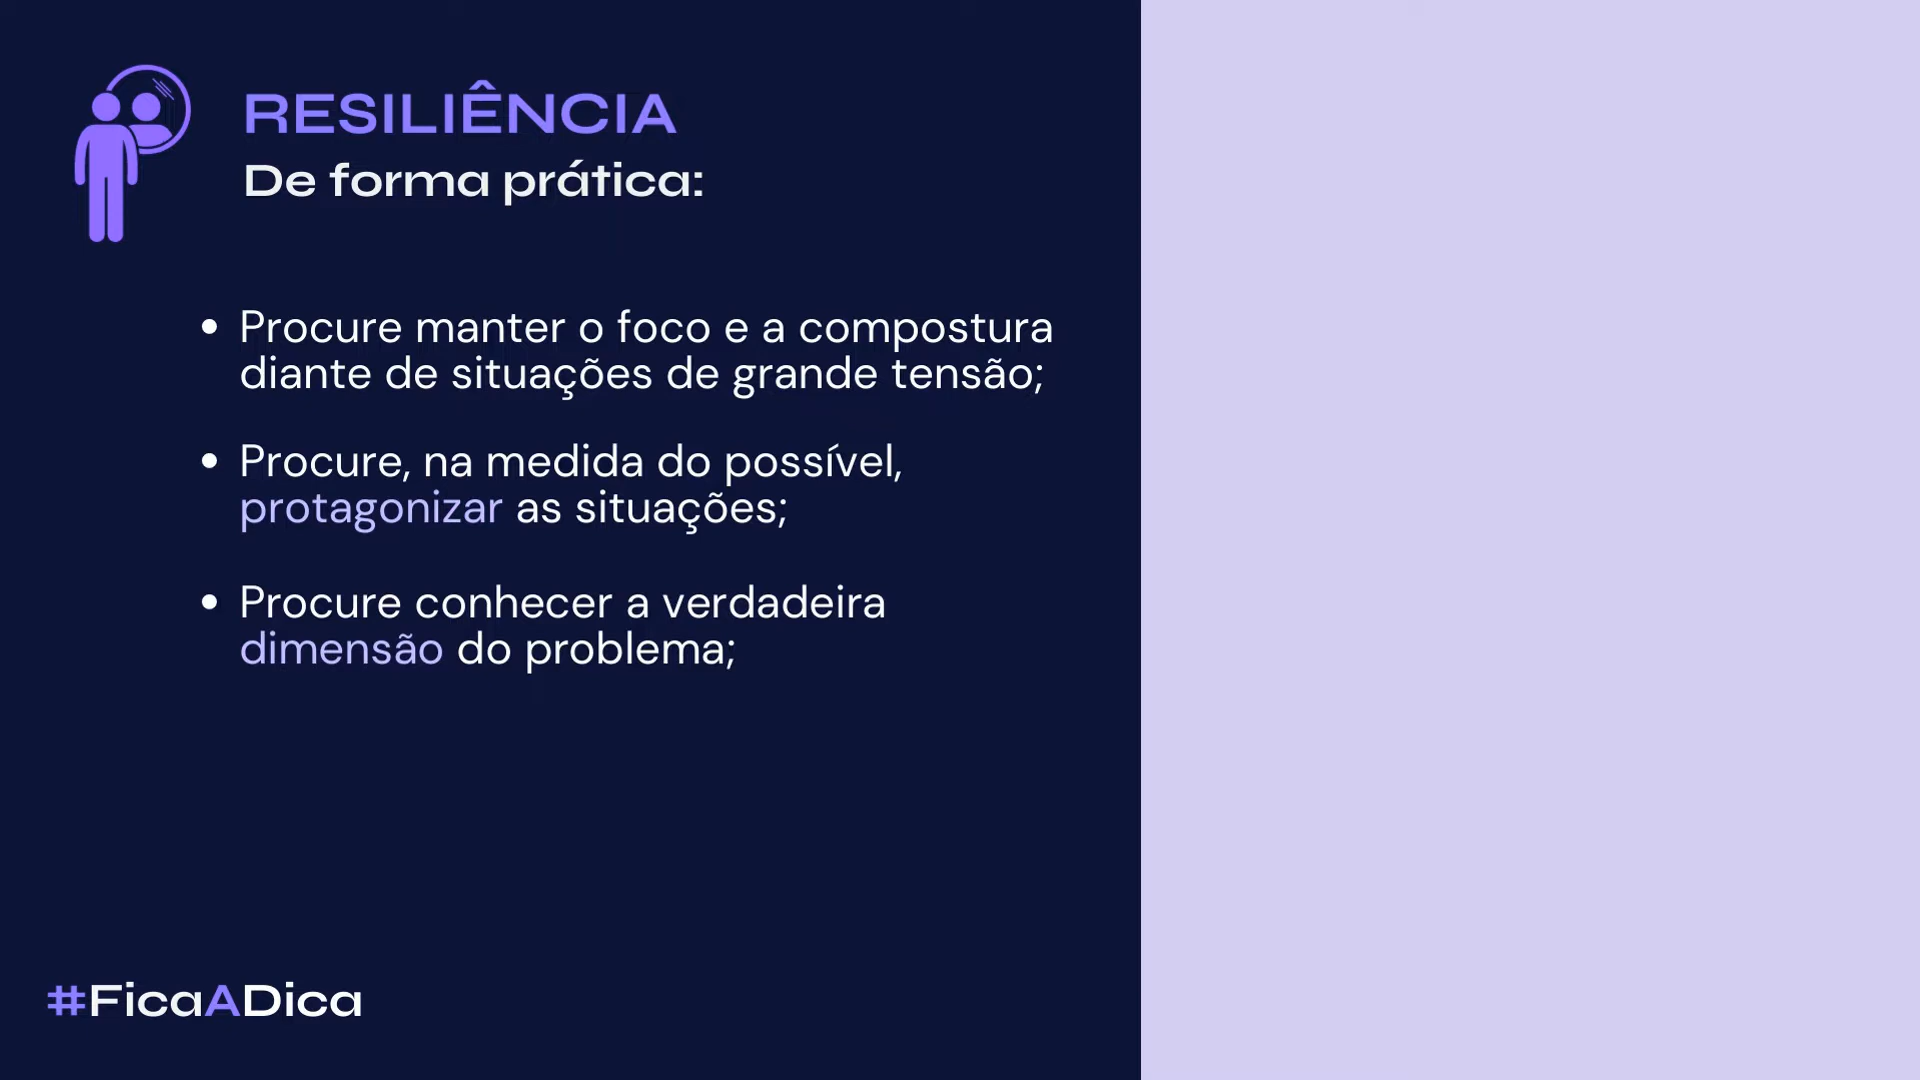 RESILIÊNCIA
De forma prática:
• Procure manter o foco e a compostura
diante de situações de grande tensão;
• Procure, na medida do possível,
protagonizar as situações;
• Procure conhecer a verdadeira
dimensão do problema;
#FicaADica